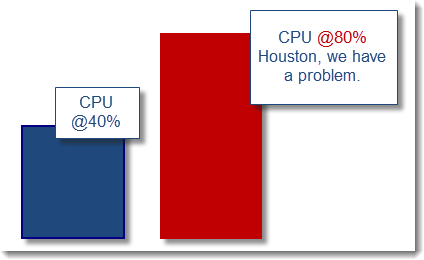 CPU
@40%
CPU @80%
Houston, we have
a problem.